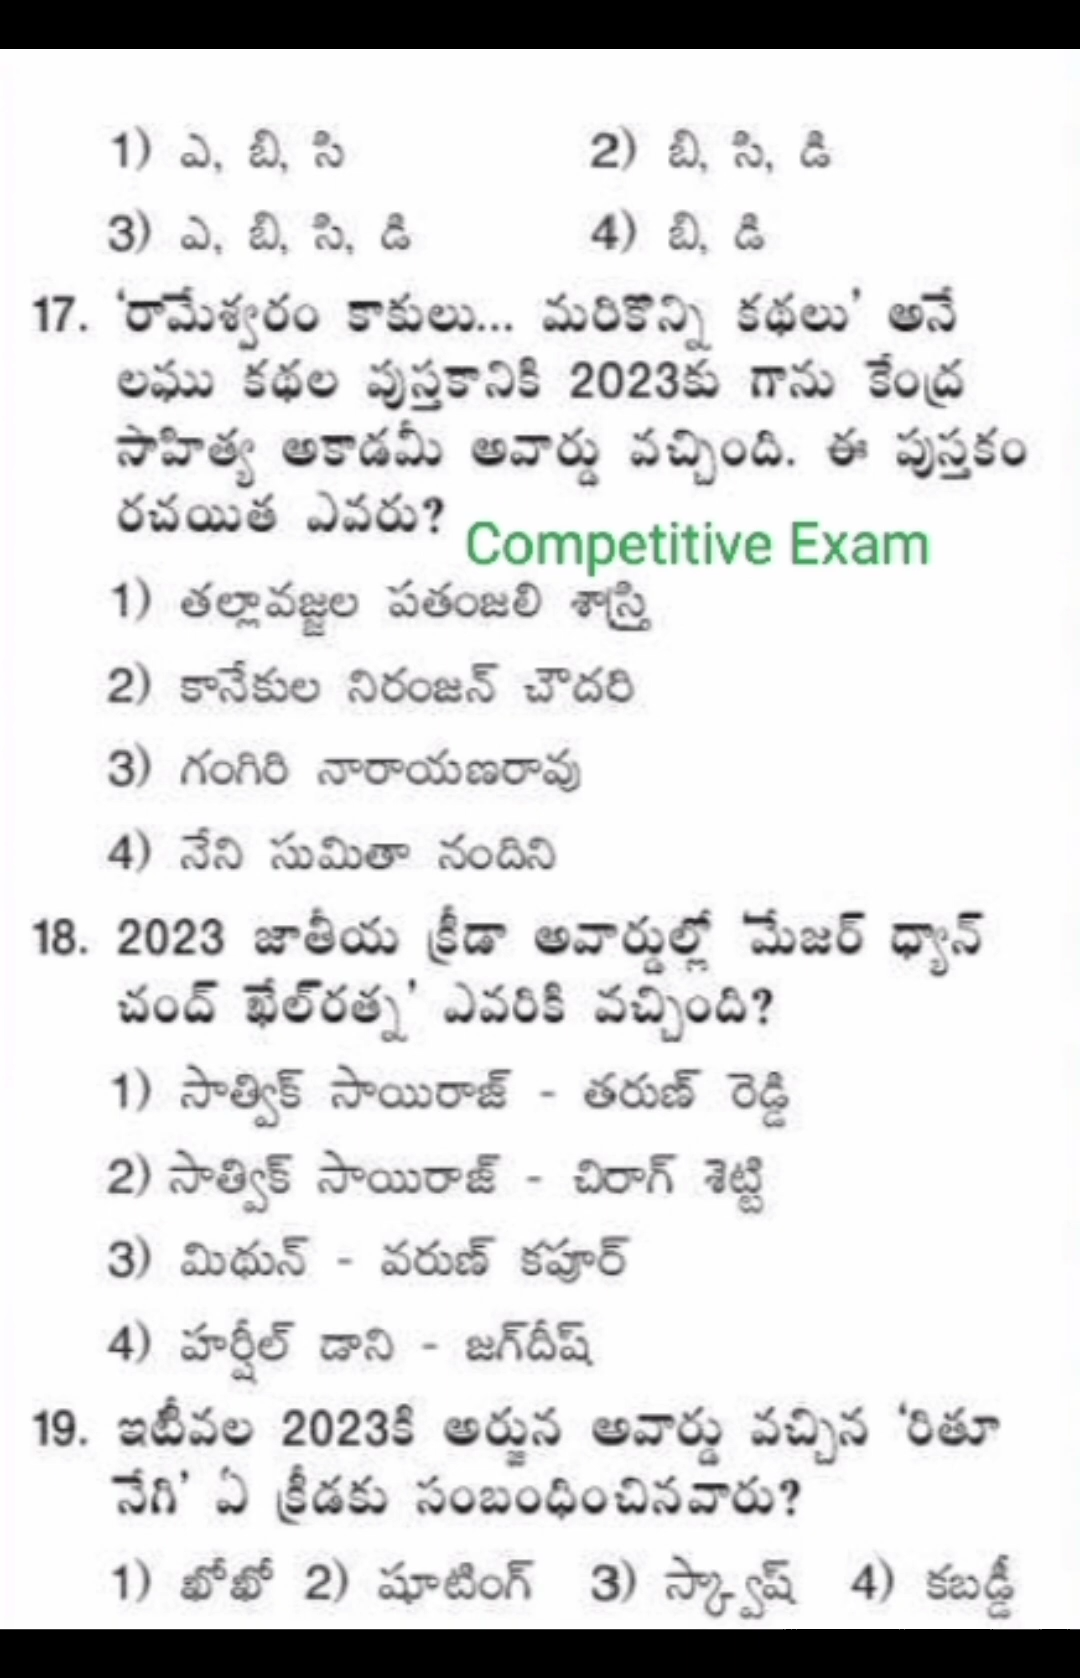 1) ఎ, బి, సి 2) బి, సి, డి
3) ఎ, బి, సి, డి 4) బి, డి
17. 'రామేశ్వరం కాకులు... మరికొన్ని కథలు' అనే
లఘు కథల పుస్తకానికి 2023కు గాను కేంద్ర
సాహిత్య అకాడమీ అవార్డు వచ్చింది. ఈ పుస్తకం
రచయిత ఎవరు?
Competitive Exam
1) తల్లావజ్జల పతంజలి శాస్త్రి
2) కానేకుల నిరంజన్ చౌదరి
3) గంగిరి నారాయణరావు
4) నేని సుమితా నందిని
18. 2023 జాతీయ క్రీడా అవార్డుల్లో 'మేజర్ ధ్యాన్
చంద్ ఖేల్‌రత్న' ఎవరికి వచ్చింది?
1) సాత్విక్ సాయిరాజ్ - తరుణ్ రెడ్డి
2) సాత్విక్ సాయిరాజ్ - చిరాగ్ శెట్టి
3) మిథున్ - వరుణ్ కపూర్
4) హర్షీల్ డాని - జగ్‌దీష్
19. ఇటీవల 2023కి అర్జున అవార్డు వచ్చిన 'రితూ
నేగి' ఏ క్రీడకు సంబంధించినవారు?
1) ఖోఖో 2) షూటింగ్ 3) స్క్వాష్ 4) కబడ్డీ